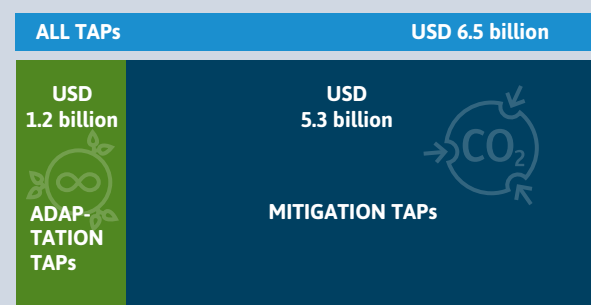 ALL TAPs USD 6.5 billion
USD
1.2 billion
USD
5.3 billion
CO₂
ADAP-
TATION
TAPs
MITIGATION TAPs